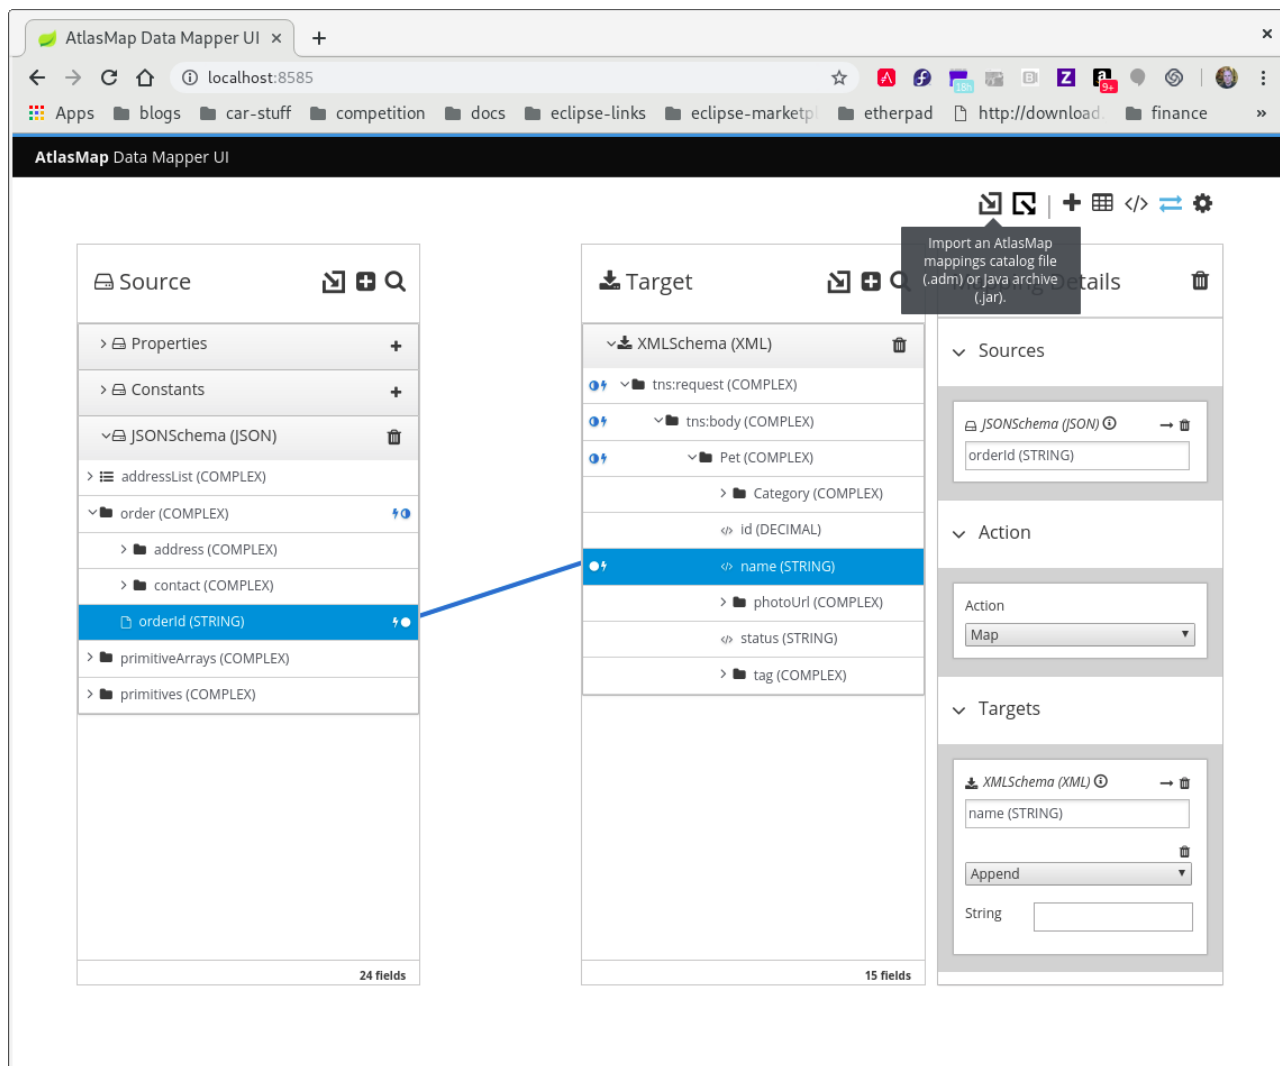 AtlasMap Data Mapper UI
localhost:8585
18h
Z
a
9+
Apps
blogs
car-stuff
competition
docs
eclipse-links
eclipse-marketp
etherpad
http://download.
finance
»
AtlasMap Data Mapper UI
Import an AtlasMap
mappings catalog file
(.adm) or Java archive
(.jar).
Source
Properties
Constants
JSONSchema (JSON)
addressList (COMPLEX)
order (COMPLEX)
address (COMPLEX)
contact (COMPLEX)
orderId (STRING)
primitiveArrays (COMPLEX)
primitives (COMPLEX)
24 fields
Target
XMLSchema (XML)
tns:request (COMPLEX)
tns:body (COMPLEX)
Pet (COMPLEX)
Category (COMPLEX)
id (DECIMAL)
name (STRING)
photoUrl (COMPLEX)
status (STRING)
tag (COMPLEX)
15 fields
Mapping Details
Sources
JSONSchema (JSON)
orderId (STRING)
Action
Action
Map
Targets
XMLSchema (XML)
name (STRING)
Append
String